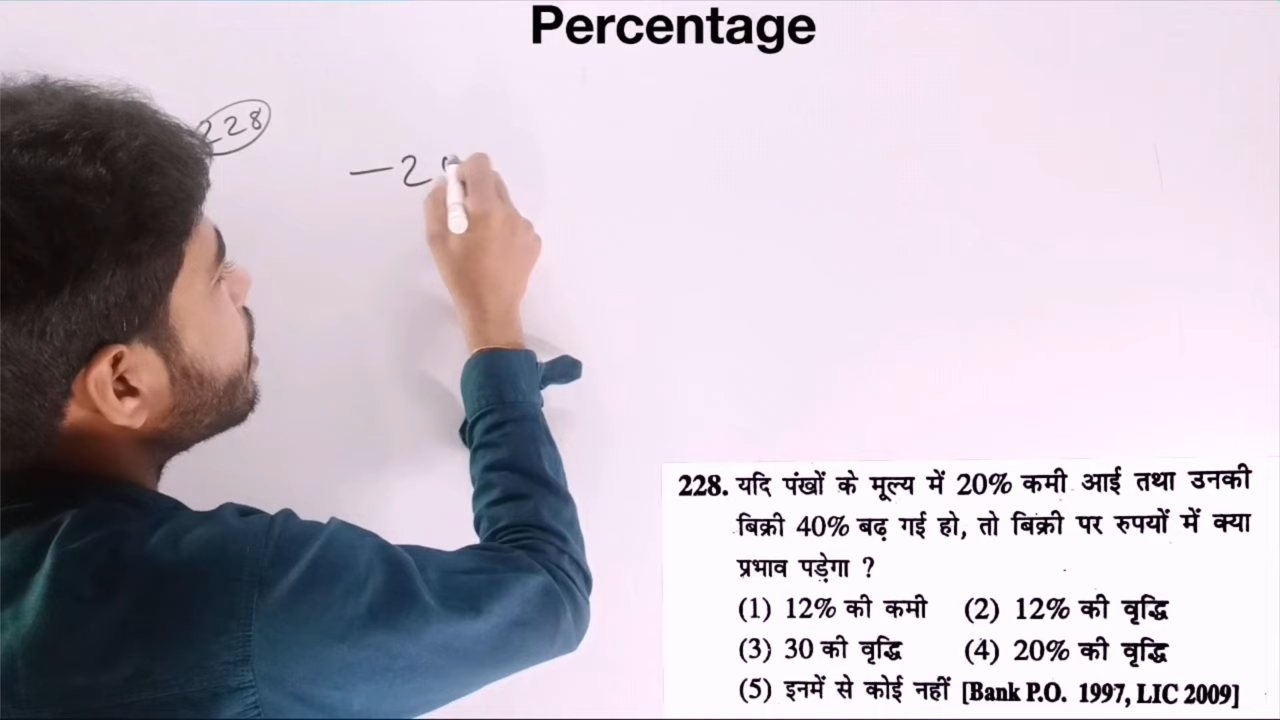 Percentage
228
-2
228. यदि पंखों के मूल्य में 20% कमी आई तथा उनकी
बिक्री 40% बढ़ गई हो, तो बिक्री पर रुपयों में क्या
प्रभाव पड़ेगा ?
(1) 12% की कमी (2) 12% की वृद्धि
(3) 30 की वृद्धि (4) 20% की वृद्धि
(5) इनमें से कोई नहीं [Bank P.O. 1997, LIC 2009]